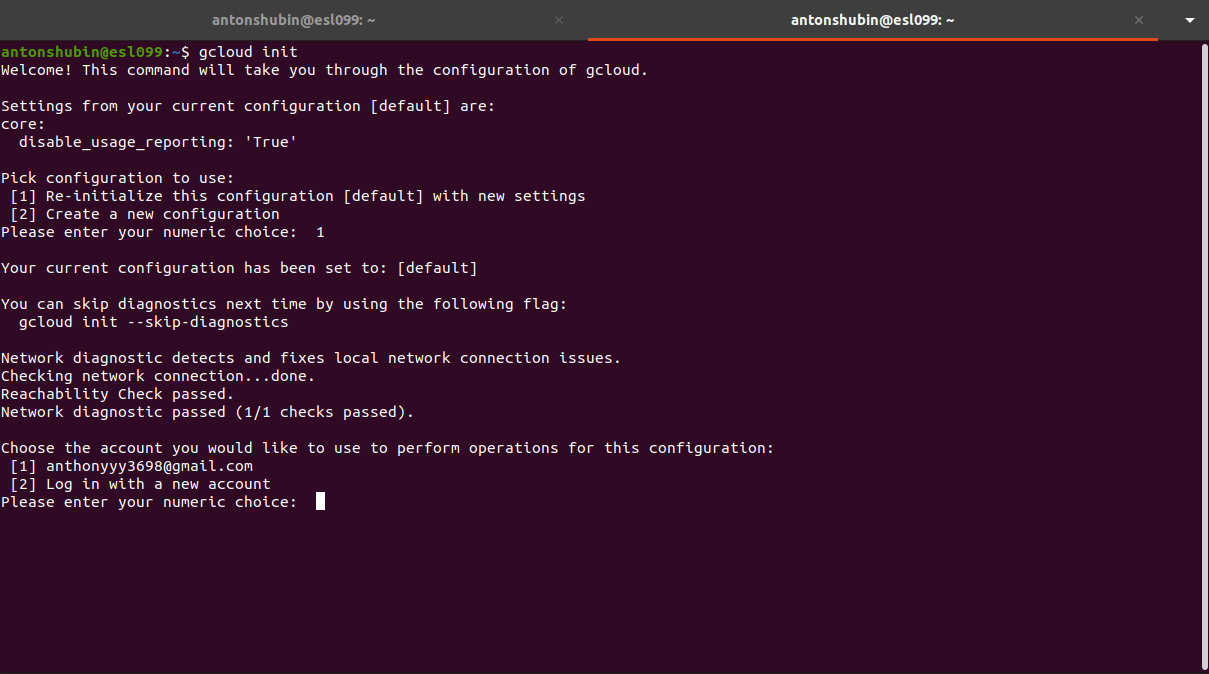 antonshubin@esl099: ~
antonshubin@esl099: ~
antonshubin@esl099:~$ gcloud init
Welcome! This command will take you through the configuration of gcloud.
Settings from your current configuration [default] are:
core:
  disable_usage_reporting: 'True'
Pick configuration to use:
 [1] Re-initialize this configuration [default] with new settings
 [2] Create a new configuration
Please enter your numeric choice:  1
Your current configuration has been set to: [default]
You can skip diagnostics next time by using the following flag:
  gcloud init --skip-diagnostics
Network diagnostic detects and fixes local network connection issues.
Checking network connection...done.
Reachability Check passed.
Network diagnostic passed (1/1 checks passed).
Choose the account you would like to use to perform operations for this configuration:
 [1] anthonyyy3698@gmail.com
 [2] Log in with a new account
Please enter your numeric choice: